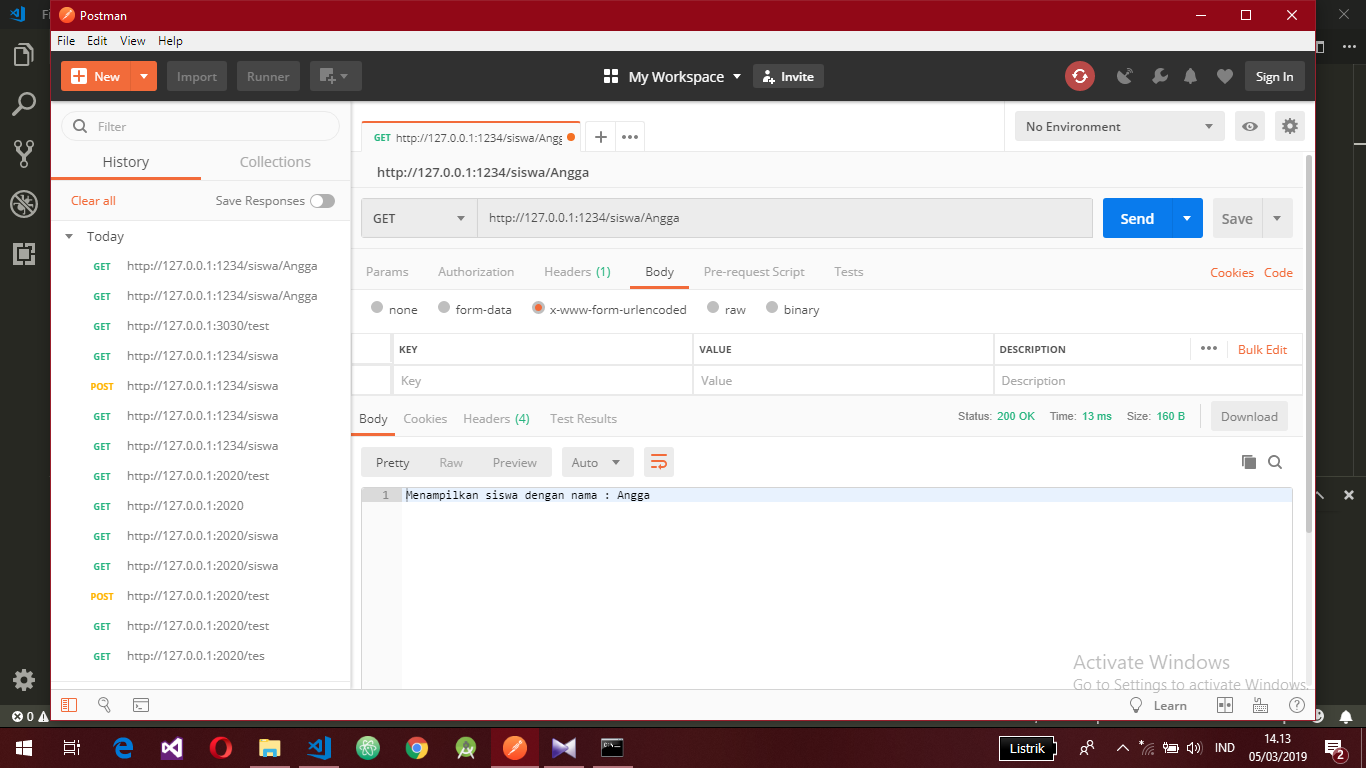 Postman
File Edit View Help
New Import Runner My Workspace Invite Sign In
Filter
History Collections
Clear all Save Responses
Today
GET http://127.0.0.1:1234/siswa/Angga
GET http://127.0.0.1:1234/siswa/Angga
GET http://127.0.0.1:3030/test
GET http://127.0.0.1:1234/siswa
POST http://127.0.0.1:1234/siswa
GET http://127.0.0.1:1234/siswa
GET http://127.0.0.1:1234/siswa
GET http://127.0.0.1:2020/test
GET http://127.0.0.1:2020
GET http://127.0.0.1:2020/siswa
GET http://127.0.0.1:2020/siswa
POST http://127.0.0.1:2020/test
GET http://127.0.0.1:2020/test
GET http://127.0.0.1:2020/tes
GET http://127.0.0.1:1234/siswa/Angg
No Environment
http://127.0.0.1:1234/siswa/Angga
GET http://127.0.0.1:1234/siswa/Angga Send Save
Params Authorization Headers (1) Body Pre-request Script Tests Cookies Code
none form-data x-www-form-urlencoded raw binary
KEY VALUE DESCRIPTION Bulk Edit
Key Value Description
Body Cookies Headers (4) Test Results Status: 200 OK Time: 13 ms Size: 160 B Download
Pretty Raw Preview Auto
1 Menampilkan siswa dengan nama : Angga
Activate Windows
Go to Settings to activate Windows.
Learn
0
Listrik IND 14.13
05/03/2019
2